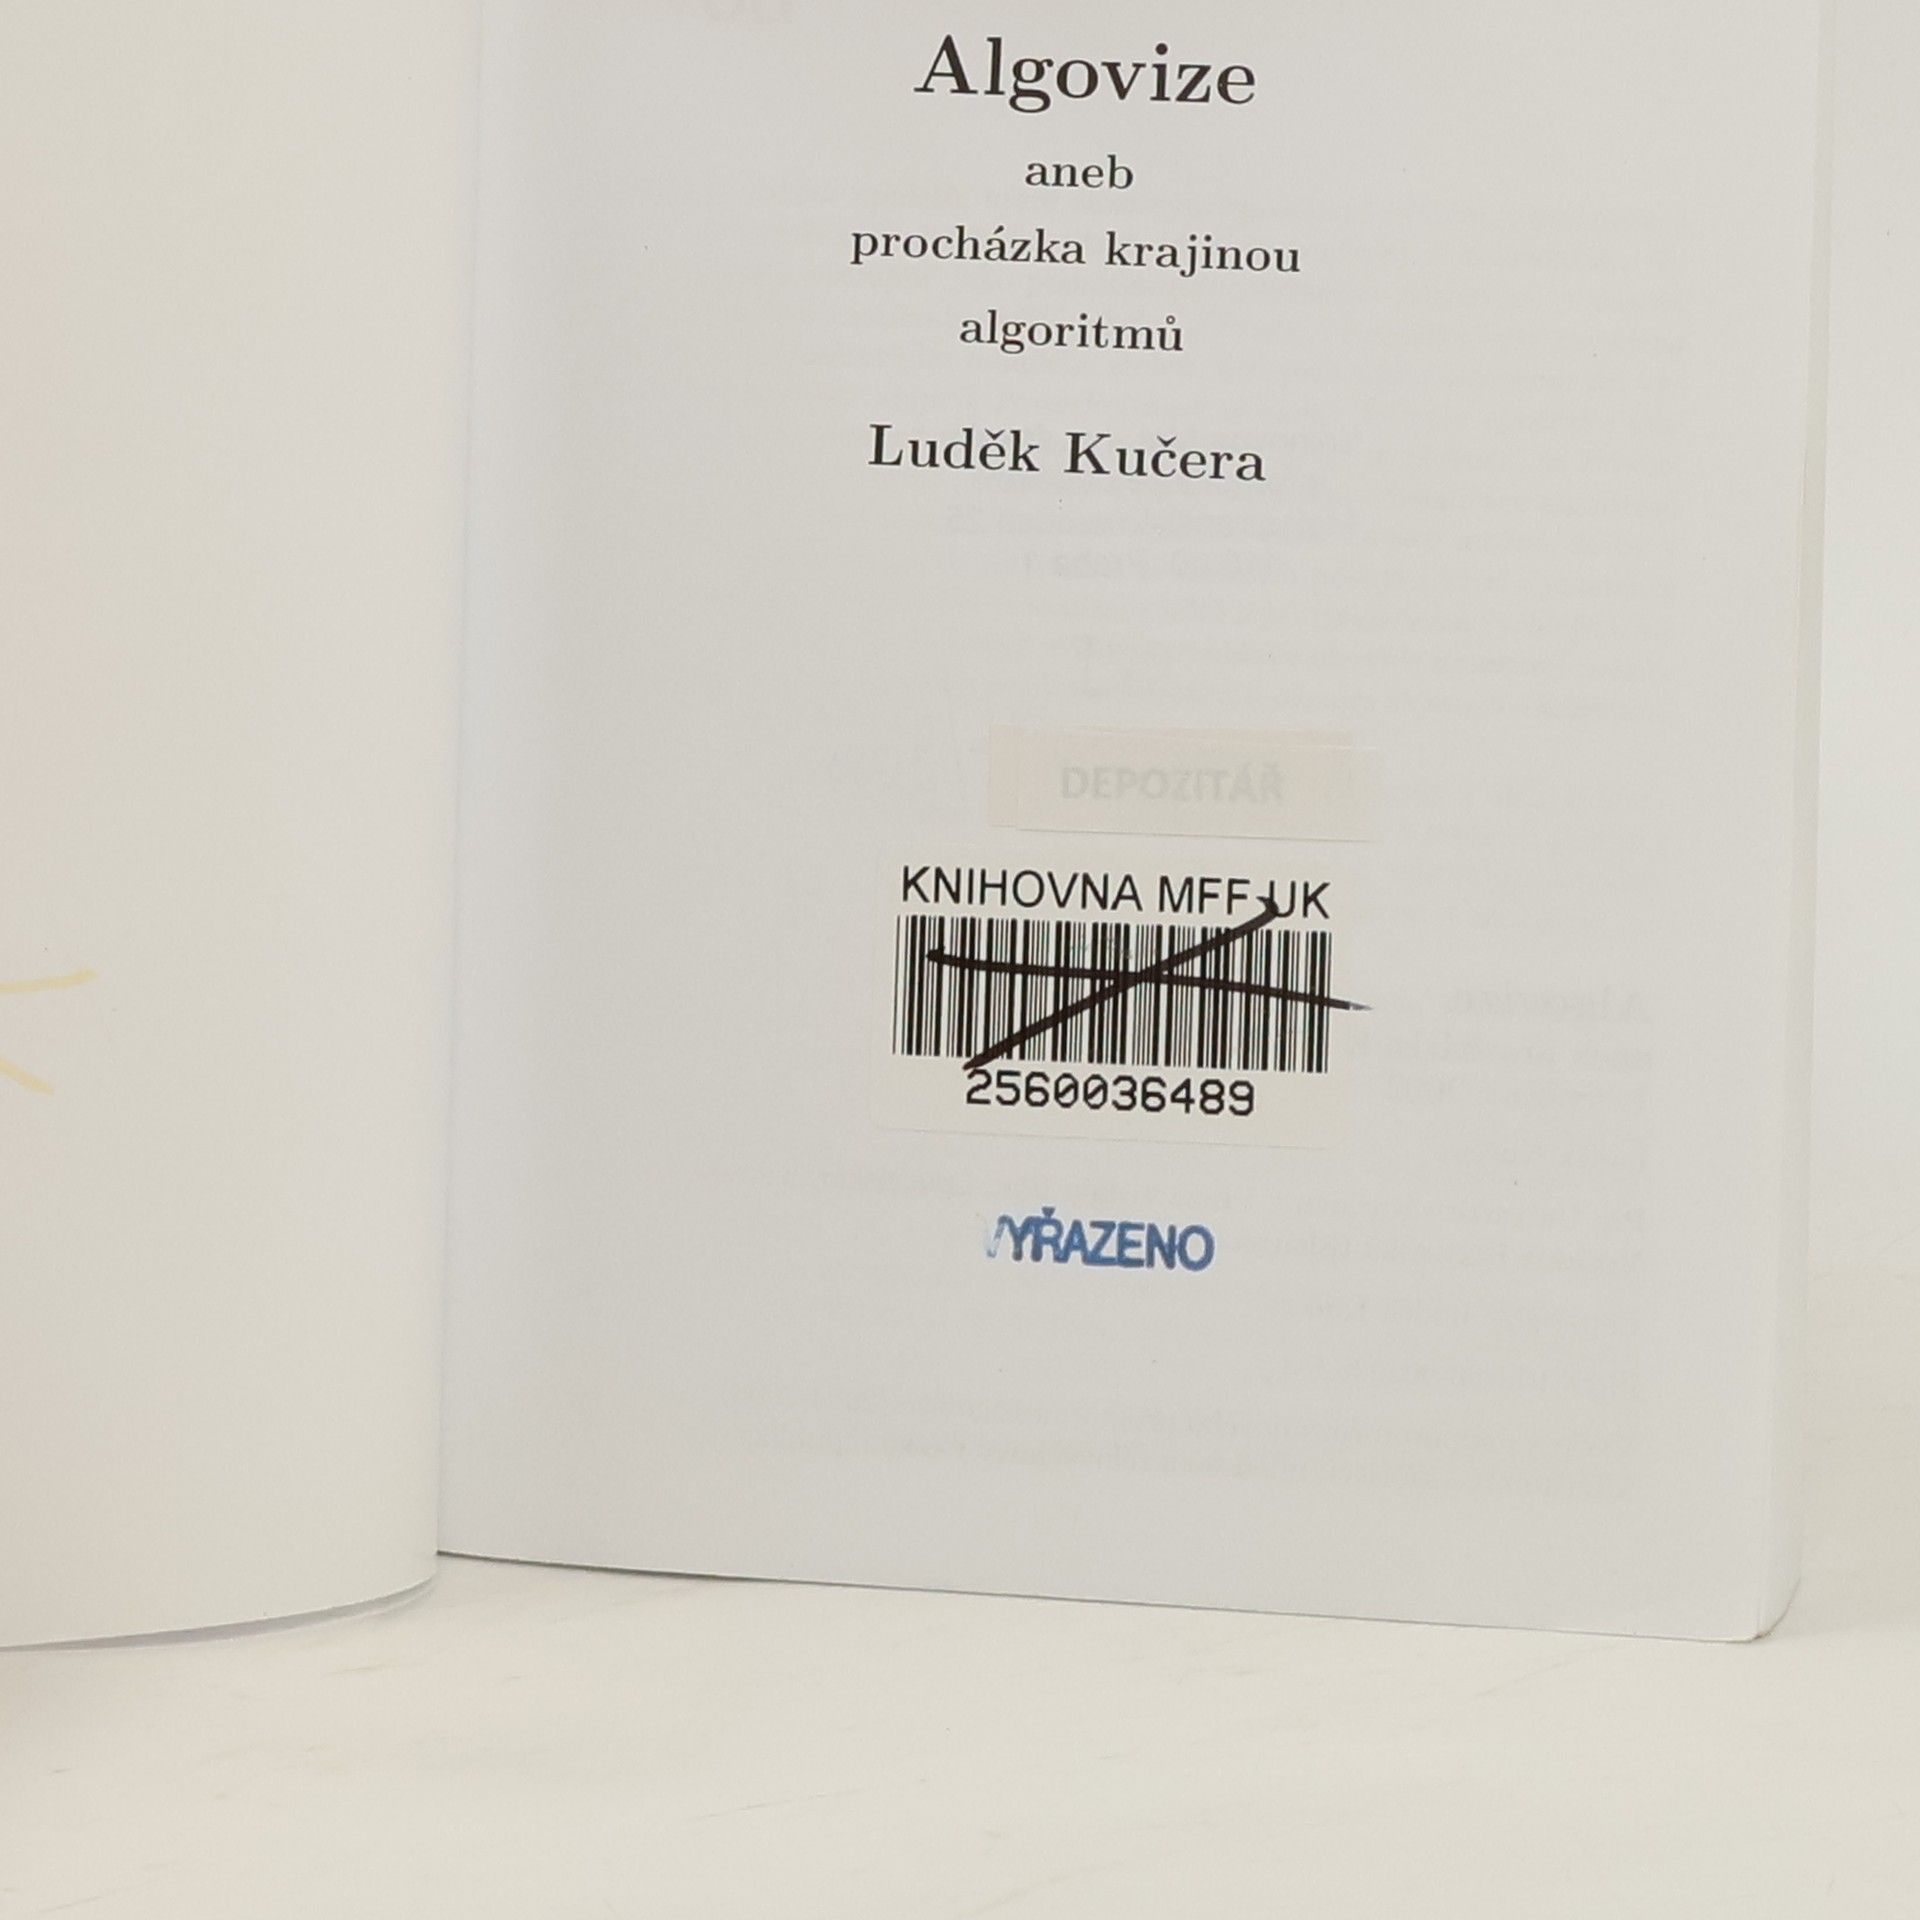 Algovize
aneb
procházka krajinou
algoritmů
Luděk Kučera
DEPOZITÁŘ
KNIHOVNA MFF UK
2560036489
VYŘAZENO